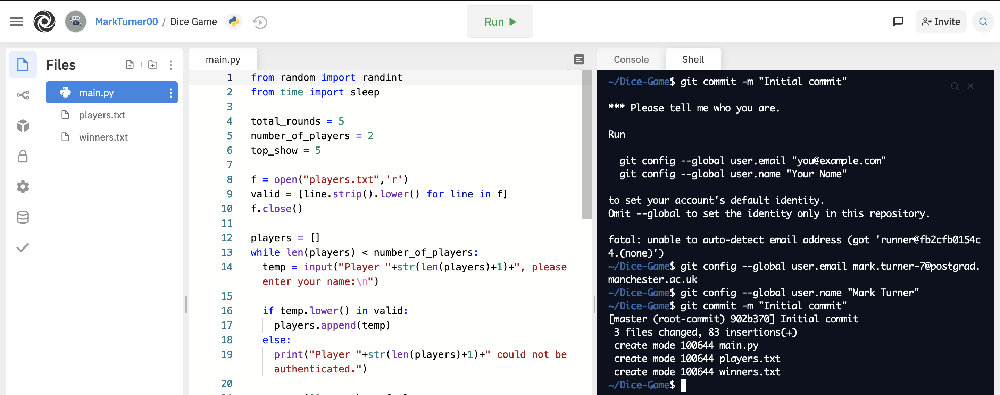 MarkTurner00 / Dice Game
Run
Invite
Files
main.py
players.txt
winners.txt
main.py
1 from random import randint
2 from time import sleep
3
4 total_rounds = 5
5 number_of_players = 2
6 top_show = 5
7
8 f = open("players.txt",'r')
9 valid = [line.strip().lower() for line in f]
10 f.close()
11
12 players = []
13 while len(players) < number_of_players:
14 temp = input("Player "+str(len(players)+1)+", please
enter your name:\n")
15
16 if temp.lower() in valid:
17 players.append(temp)
18 else:
19 print("Player "+str(len(players)+1)+" could not be
authenticated.")
20
Console
Shell
~/Dice-Game$ git commit -m "Initial commit"
*** Please tell me who you are.
Run
git config --global user.email "you@example.com"
git config --global user.name "Your Name"
to set your account's default identity.
Omit --global to set the identity only in this repository.
fatal: unable to auto-detect email address (got 'runner@fb2cfb0154c
4.(none)')
~/Dice-Game$ git config --global user.email mark.turner-7@postgrad.
manchester.ac.uk
~/Dice-Game$ git config --global user.name "Mark Turner"
~/Dice-Game$ git commit -m "Initial commit"
[master (root-commit) 902b370] Initial commit
3 files changed, 83 insertions(+)
create mode 100644 main.py
create mode 100644 players.txt
create mode 100644 winners.txt
~/Dice-Game$